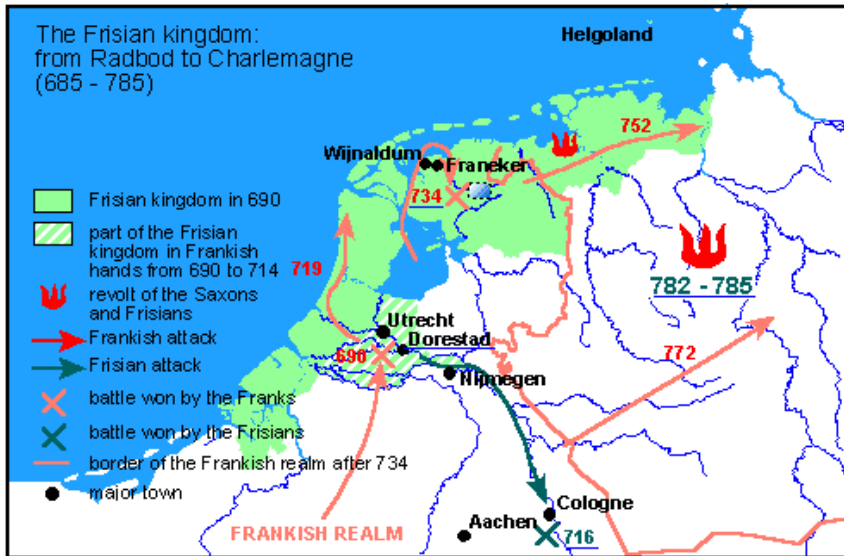 The Frisian kingdom:
from Radbod to Charlemagne
(685 - 785)
Helgoland
752
Wijnaldum
Franeker
734
Frisian kingdom in 690
part of the Frisian
kingdom in Frankish
hands from 690 to 714
719
revolt of the Saxons
and Frisians
782 - 785
Frankish attack
Utrecht
Dorestad
690
772
Frisian attack
Nijmegen
battle won by the Franks
battle won by the Frisians
border of the Frankish realm after 734
major town
Cologne
Aachen
716
FRANKISH REALM